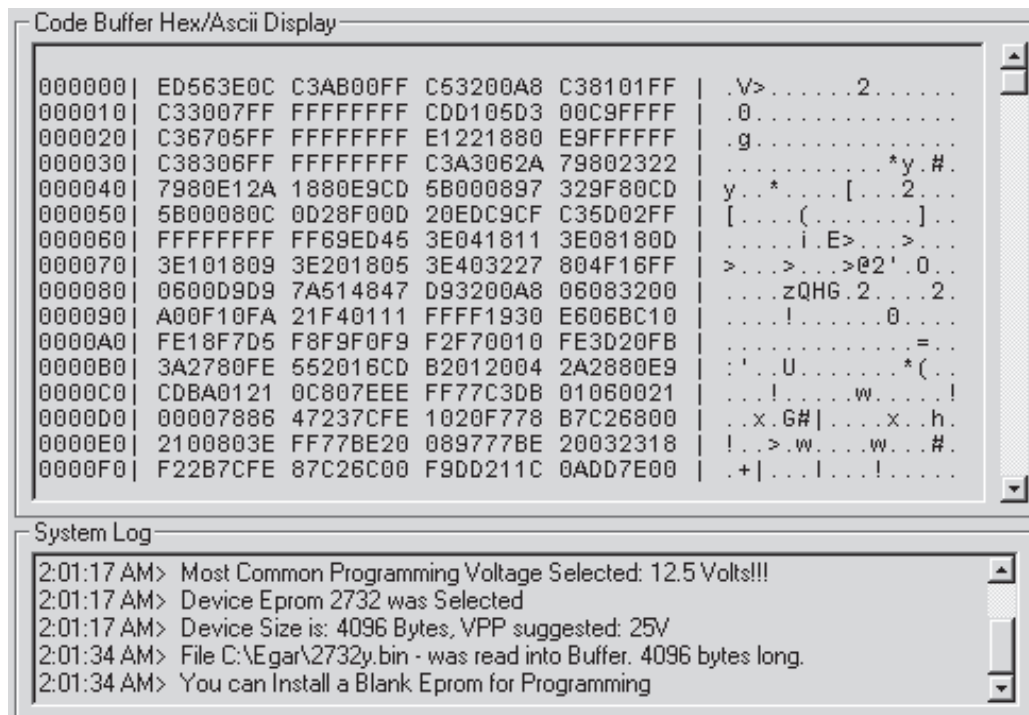 Code Buffer Hex/Ascii Display
000000| ED563E0C C3AB00FF C53200A8 C38101FF | .V>.......2......
000010| C33007FF FFFFFFFF CDD105D3 00C9FFFF | .0..............
000020| C36705FF FFFFFFFF E1221880 E9FFFFFF | .g..............
000030| C38306FF FFFFFFFF C3A3062A 79802322 | ...........*y.#.
000040| 7980E12A 1880E9CD 5B000897 329F80CD | y..*....[...2...
000050| 5B00080C 0D28F00D 20EDC9CF C35D02FF | [....(.......]..
000060| FFFFFFFF FF69ED45 3E041811 3E08180D | .....i.E>...>...
000070| 3E101809 3E201805 3E403227 804F16FF | >...>...>@2'.O..
000080| 0600D9D9 7A514847 D93200A8 06083200 | ....zQHG.2....2.
000090| A00F10FA 21F40111 FFFF1930 E606BC10 | ....!......0....
0000A0| FE18F7D5 F8F9F0F9 F2F70010 FE3D20FB | .............=..
0000B0| 3A2780FE 552016CD B2012004 2A2880E9 | :'..U.......*(..
0000C0| CDBA0121 0C807EEE FF77C3DB 01060021 | ...!.....w.....!
0000D0| 00007886 47237CFE 1020F778 B7C26800 | ..x.G#|....x..h.
0000E0| 2100803E FF77BE20 089777BE 20032318 | !..>.w....w...#.
0000F0| F22B7CFE 87C26C00 F9DD211C 0ADD7E00 | .+|...l...!.....
System Log
2:01:17 AM> Most Common Programming Voltage Selected: 12.5 Volts!!!
2:01:17 AM> Device Eprom 2732 was Selected
2:01:17 AM> Device Size is: 4096 Bytes, VPP suggested: 25V
2:01:34 AM> File C:\Egar\2732y.bin - was read into Buffer. 4096 bytes long.
2:01:34 AM> You can Install a Blank Eprom for Programming